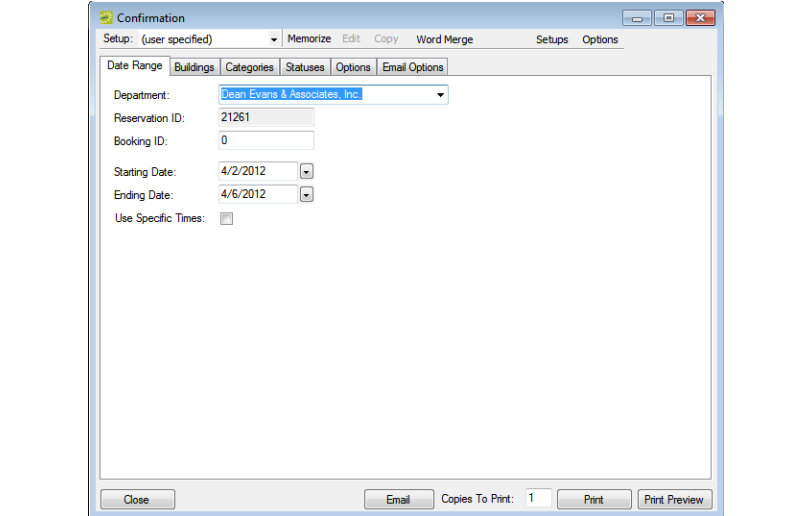 Confirmation
Setup: (user specified) Memorize Edit Copy Word Merge Setups Options
Date Range Buildings Categories Statuses Options Email Options
Department: Dean Evans & Associates, Inc.
Reservation ID: 21261
Booking ID: 0
Starting Date: 4/2/2012
Ending Date: 4/6/2012
Use Specific Times:
Close Email Copies To Print: 1 Print Print Preview